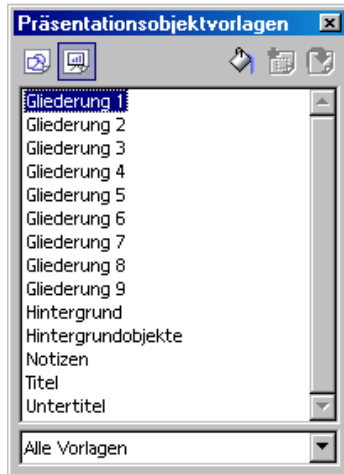 Präsentationsobjektvorlagen
Gliederung 1
Gliederung 2
Gliederung 3
Gliederung 4
Gliederung 5
Gliederung 6
Gliederung 7
Gliederung 8
Gliederung 9
Hintergrund
Hintergrundobjekte
Notizen
Titel
Untertitel
Alle Vorlagen